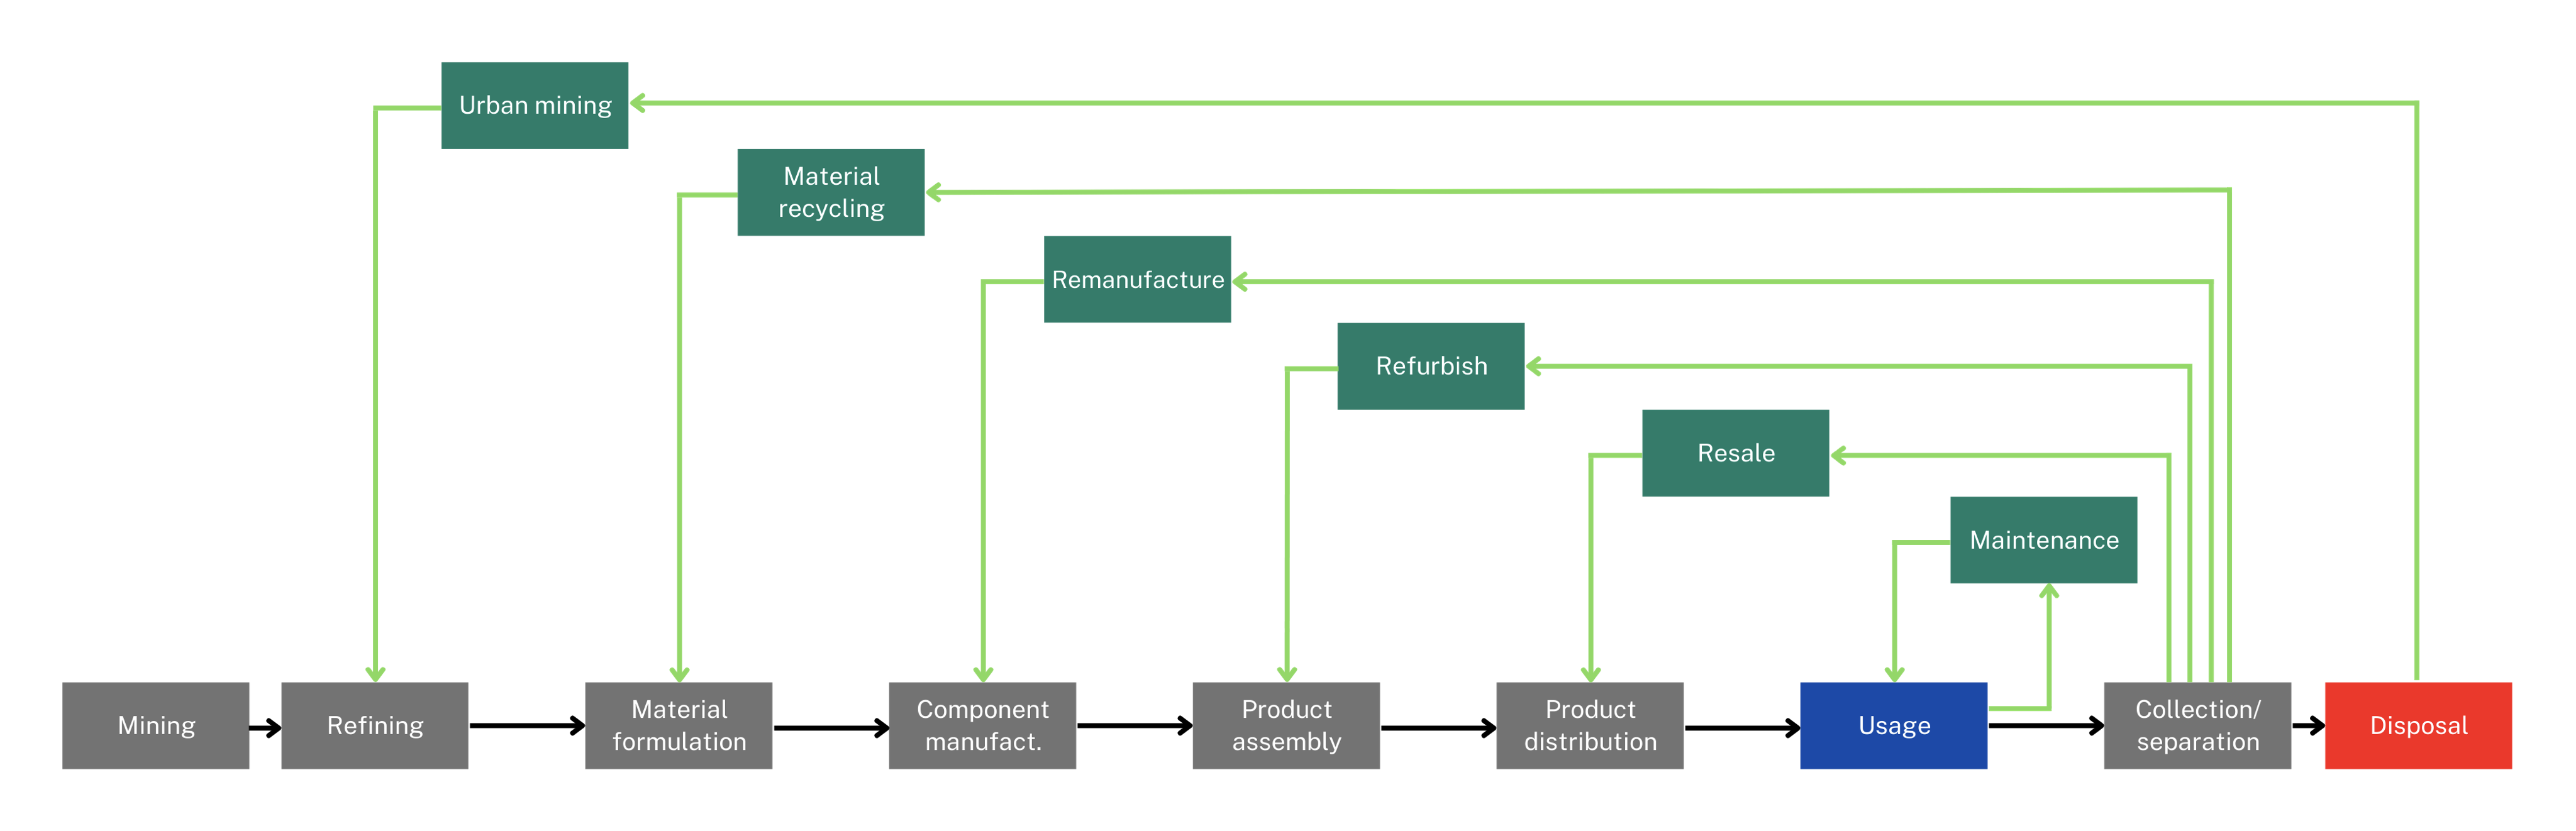 Urban mining
Material
recycling
Remanufacture
Refurbish
Resale
Maintenance
Mining
Refining
Material
formulation
Component
manufact.
Product
assembly
Product
distribution
Usage
Collection/
separation
Disposal